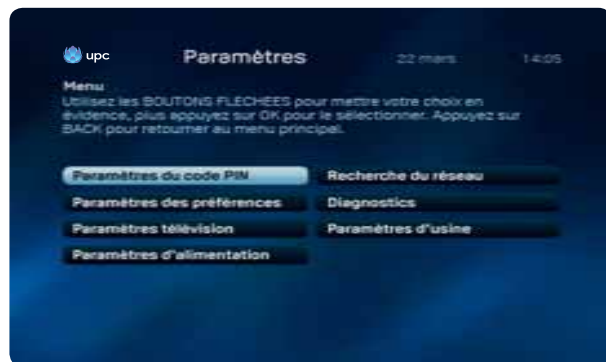 upc
Paramètres
22 mars
14:05
Menu
Utilisez les BOUTONS FLECHEES pour mettre votre choix en
évidence, plus appuyez sur OK pour le sélectionner. Appuyez sur
BACK pour retourner au menu principal.
Paramètres du code PIN
Recherche du réseau
Paramètres des préférences
Diagnostics
Paramètres télévision
Paramètres d'usine
Paramètres d'alimentation